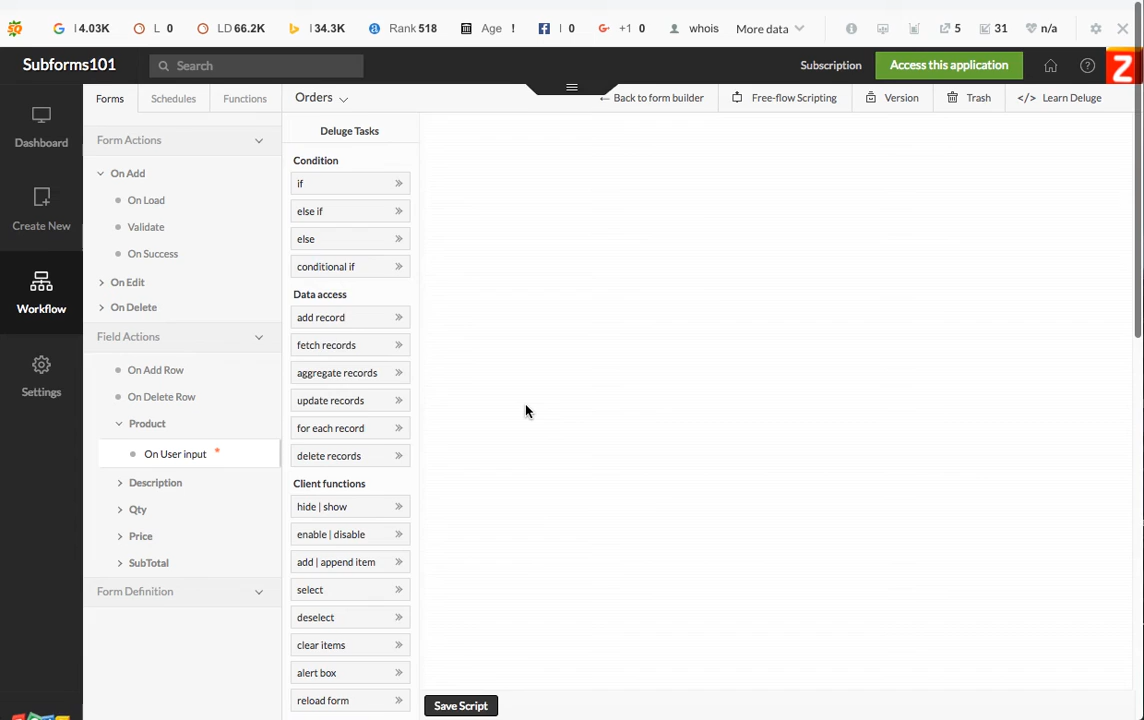 I 4.03K L 0 LD 66.2K I 34.3K Rank 518 Age ! I 0 +1 0 whois More data 5 31 n/a
Subforms101 Search Subscription Access this application
Forms Schedules Functions Orders ← Back to form builder Free-flow Scripting Version Trash </> Learn Deluge
Dashboard
Create New
Workflow
Settings
Form Actions
On Add
On Load
Validate
On Success
On Edit
On Delete
Field Actions
On Add Row
On Delete Row
Product
On User input *
Description
Qty
Price
SubTotal
Form Definition
Deluge Tasks
Condition
if
else if
else
conditional if
Data access
add record
fetch records
aggregate records
update records
for each record
delete records
Client functions
hide | show
enable | disable
add | append item
select
deselect
clear items
alert box
reload form
Save Script